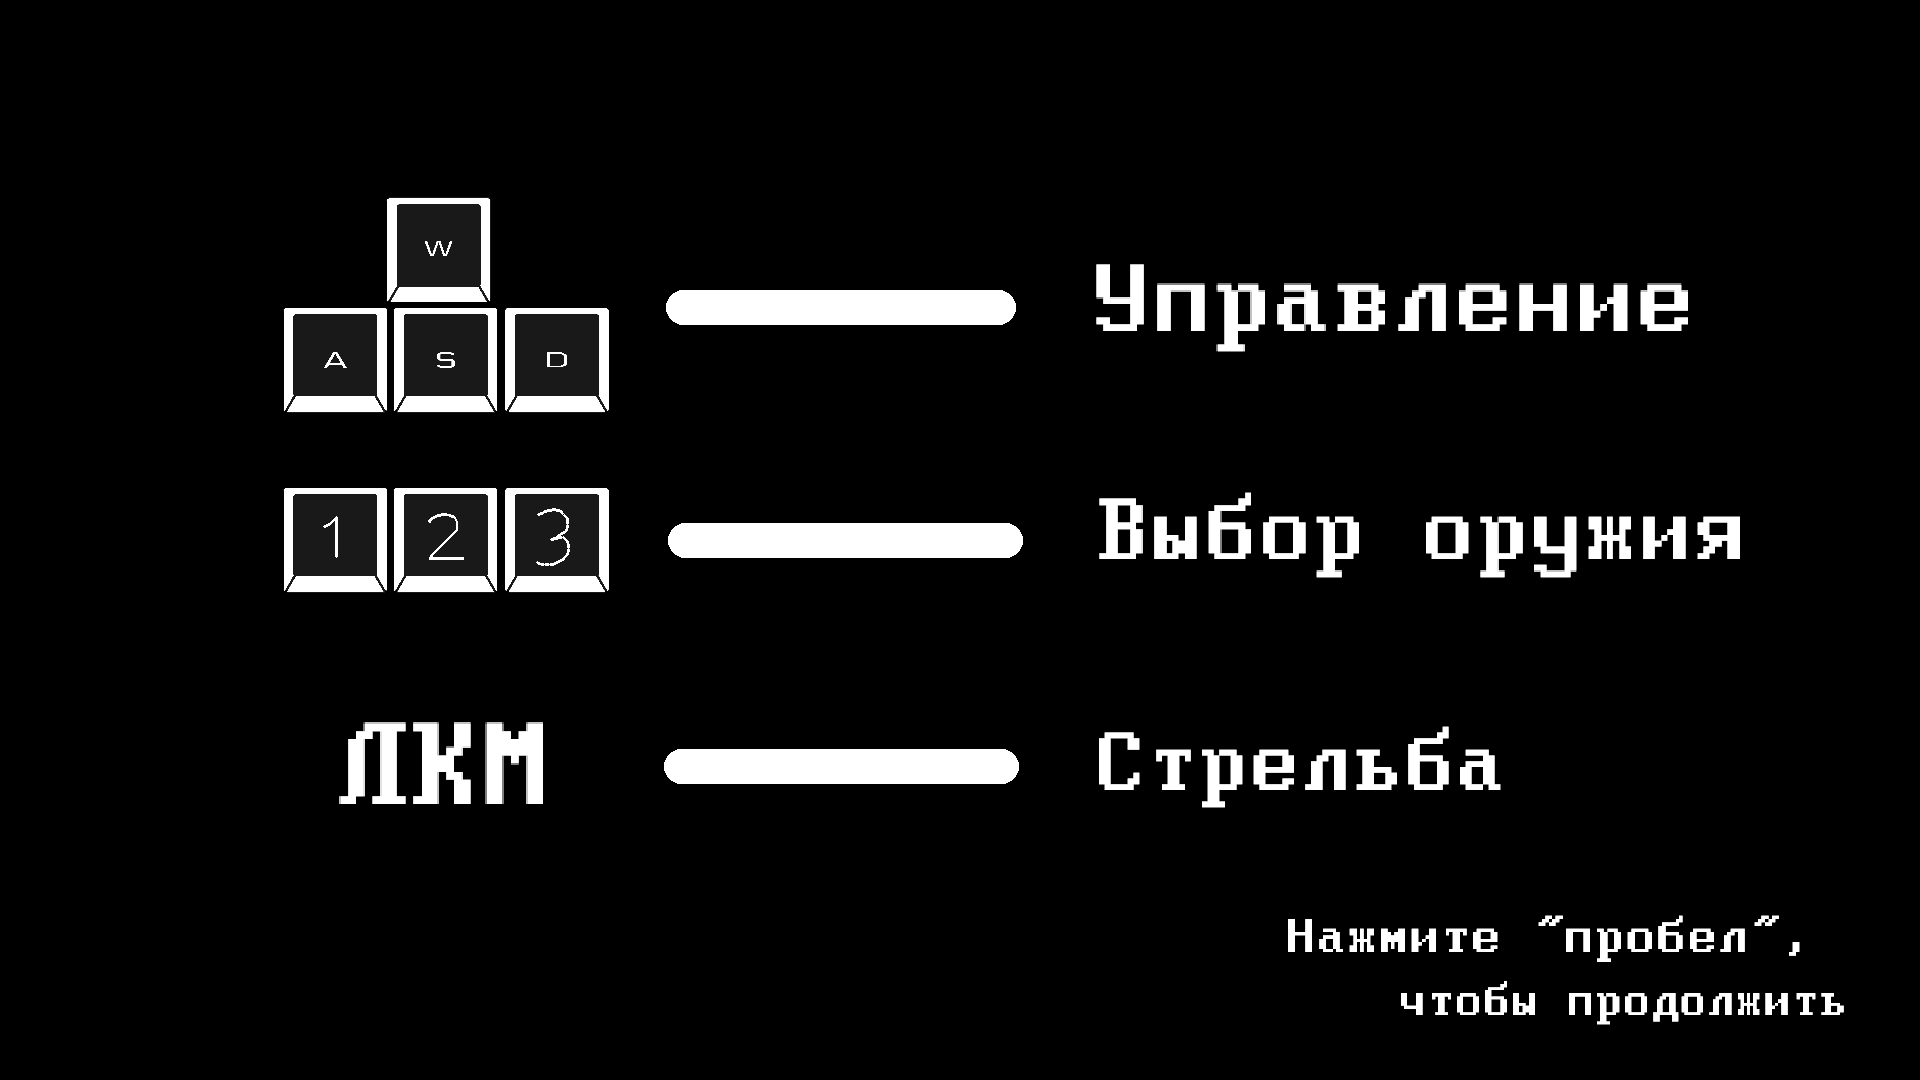 W
A S D
Управление
1 2 3
Выбор оружия
ЛКМ
Стрельба
Нажмите "пробел",
чтобы продолжить